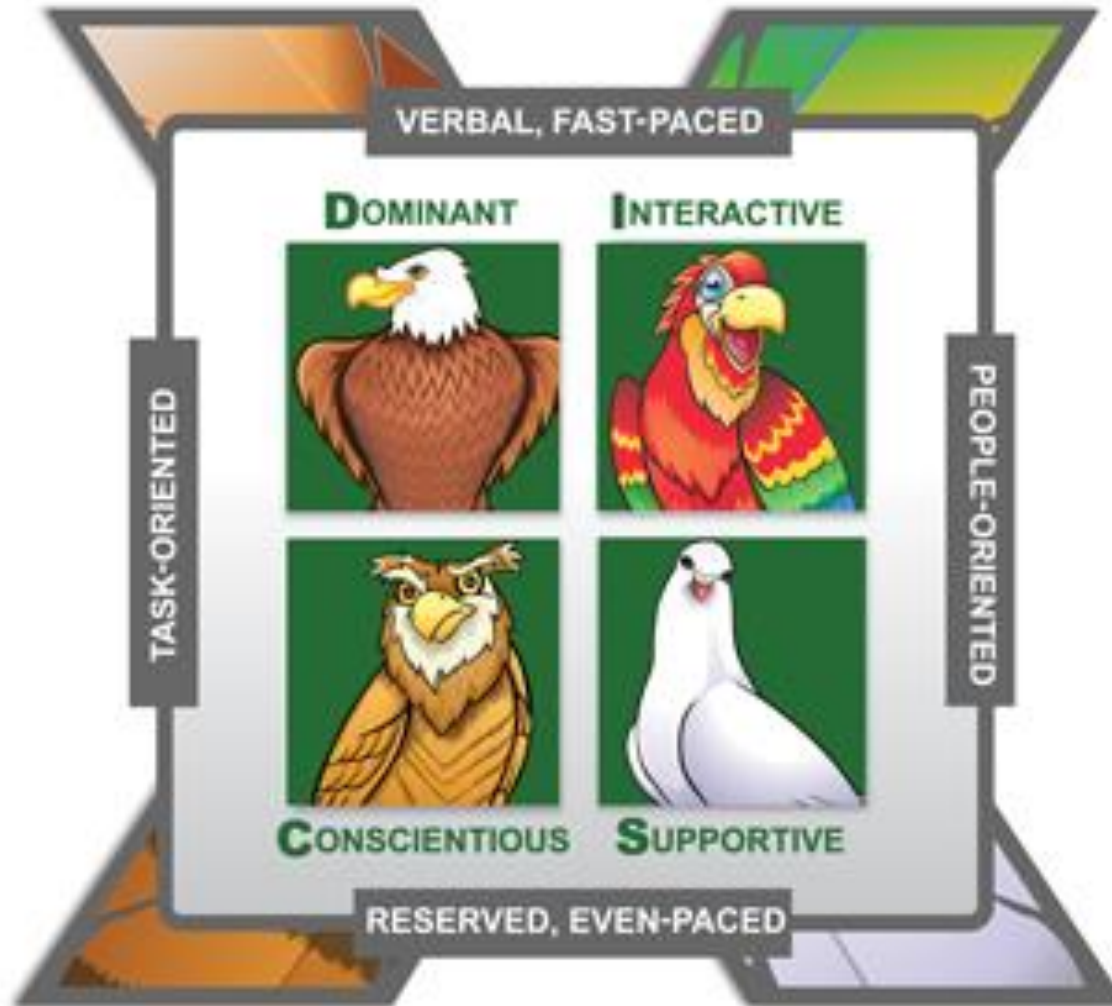 VERBAL, FAST-PACED
DOMINANT INTERACTIVE
TASK-ORIENTED
PEOPLE-ORIENTED
CONSCIENTIOUS SUPPORTIVE
RESERVED, EVEN-PACED